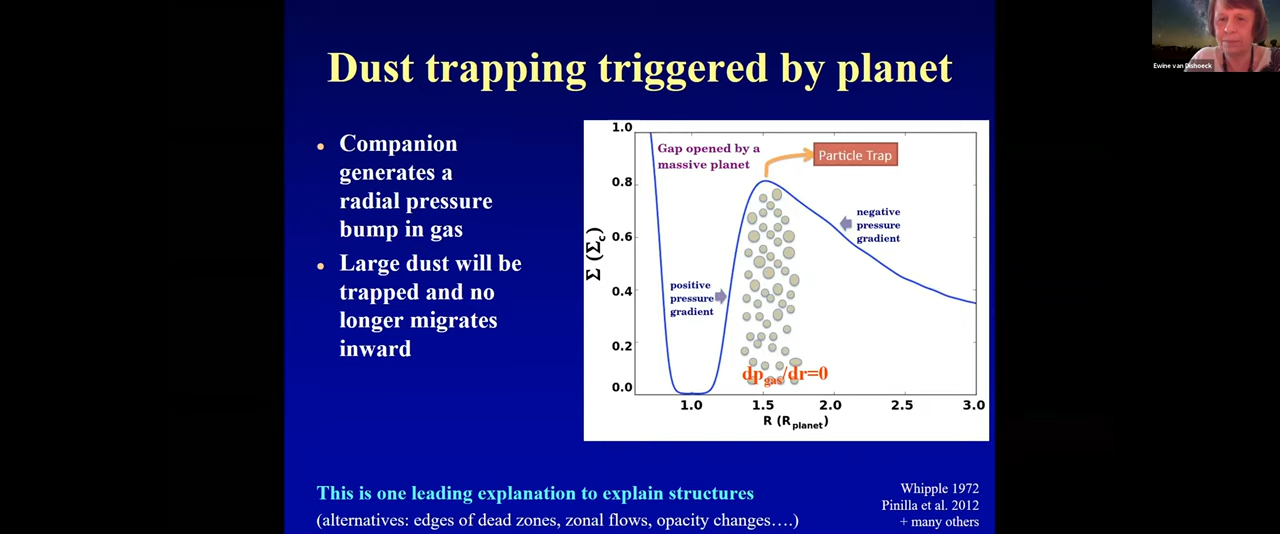 Dust trapping triggered by planet
Ewine van Dishoeck
• Companion
generates a
radial pressure
bump in gas
• Large dust will be
trapped and no
longer migrates
inward
Gap opened by a
massive planet
Particle Trap
negative
pressure
gradient
positive
pressure
gradient
dp_gas/dr=0
Σ (Σ_c)
1.0
0.8
0.6
0.4
0.2
0.0
1.0 1.5 2.0 2.5 3.0
R (R_planet)
This is one leading explanation to explain structures
(alternatives: edges of dead zones, zonal flows, opacity changes….)
Whipple 1972
Pinilla et al. 2012
+ many others